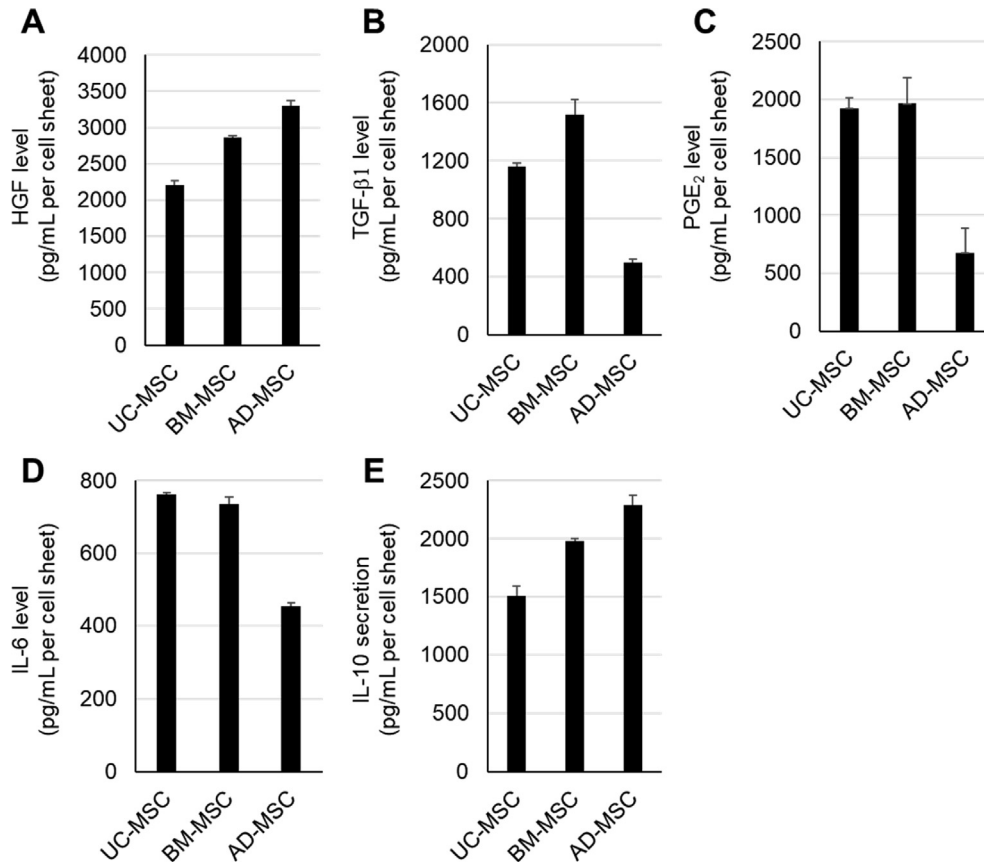 A
HGF level
(pg/mL per cell sheet)
4000
3500
3000
2500
2000
1500
1000
500
0
UC-MSC
BM-MSC
AD-MSC
B
TGF-β1 level
(pg/mL per cell sheet)
2000
1600
1200
800
400
0
UC-MSC
BM-MSC
AD-MSC
C
PGE₂ level
(pg/mL per cell sheet)
2500
2000
1500
1000
500
0
UC-MSC
BM-MSC
AD-MSC
D
IL-6 level
(pg/mL per cell sheet)
800
600
400
200
0
UC-MSC
BM-MSC
AD-MSC
E
IL-10 secretion
(pg/mL per cell sheet)
2500
2000
1500
1000
500
0
UC-MSC
BM-MSC
AD-MSC